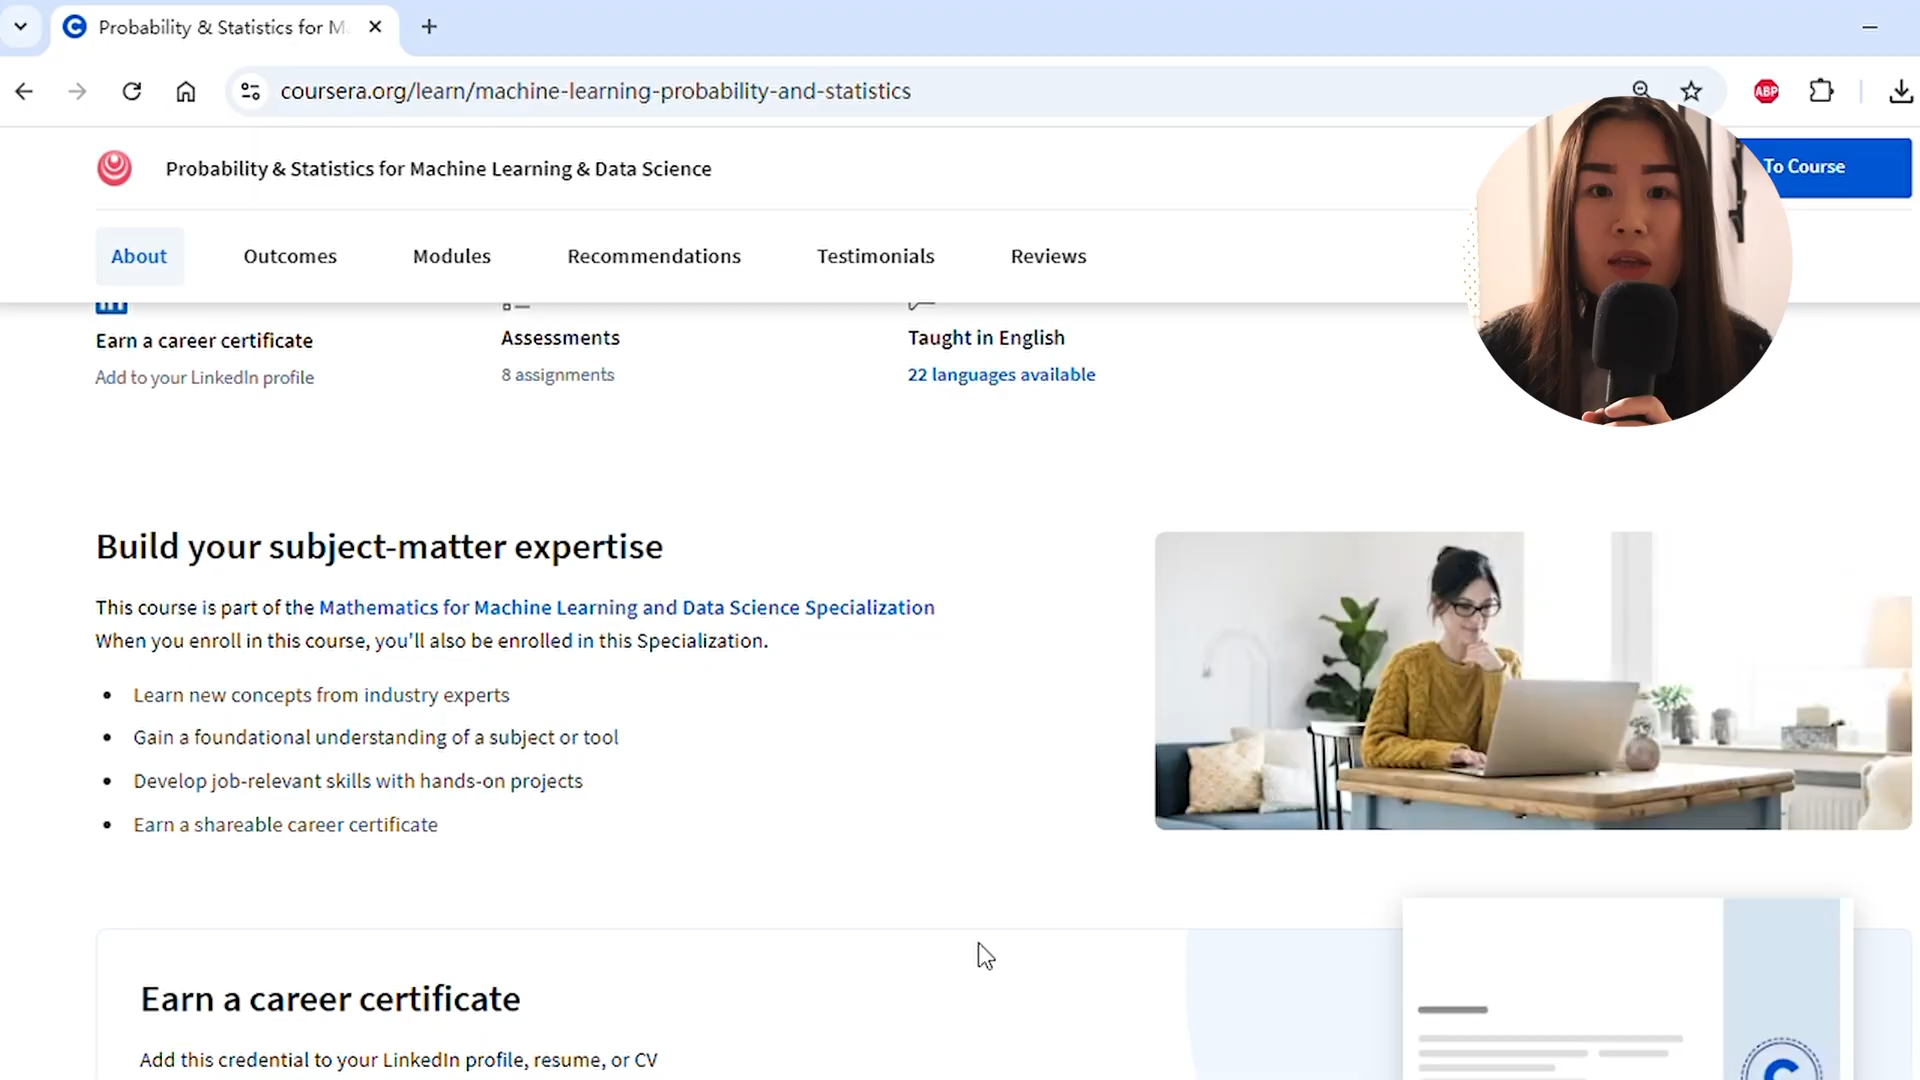 Probability & Statistics for M
coursera.org/learn/machine-learning-probability-and-statistics
ABP
Probability & Statistics for Machine Learning & Data Science
To Course
About
Outcomes
Modules
Recommendations
Testimonials
Reviews
Earn a career certificate
Add to your LinkedIn profile
Assessments
8 assignments
Taught in English
22 languages available
Build your subject-matter expertise
This course is part of the Mathematics for Machine Learning and Data Science Specialization
When you enroll in this course, you'll also be enrolled in this Specialization.
Learn new concepts from industry experts
Gain a foundational understanding of a subject or tool
Develop job-relevant skills with hands-on projects
Earn a shareable career certificate
Earn a career certificate
Add this credential to your LinkedIn profile, resume, or CV